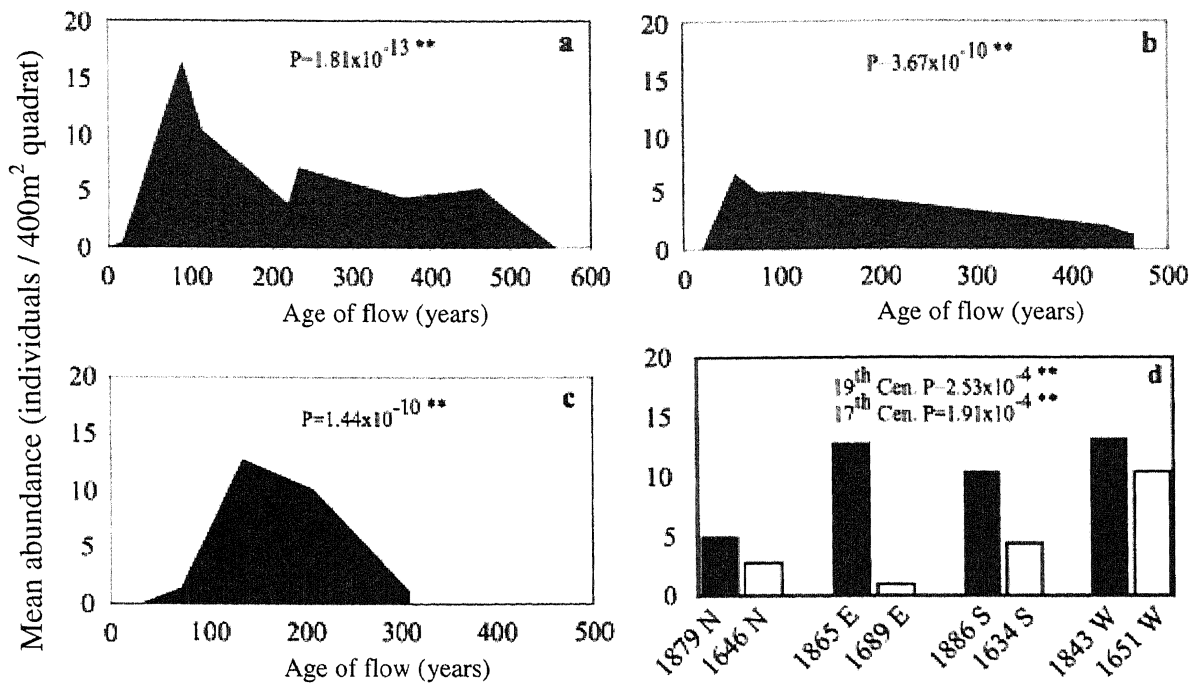 Mean abundance (individuals / 400m² quadrat)
20
15
10
5
0
a
P=1.81x10⁻¹³ **
0 100 200 300 400 500 600
Age of flow (years)
20
15
10
5
0
b
P=3.67x10⁻¹⁰ **
0 100 200 300 400 500
Age of flow (years)
20
15
10
5
0
c
P=1.44x10⁻¹⁰ **
0 100 200 300 400 500
Age of flow (years)
20
15
10
5
0
d
19th Cen. P=2.53x10⁻⁴ **
17th Cen. P=1.91x10⁻⁴ **
1879 N
1646 N
1865 E
1689 E
1886 S
1634 S
1843 W
1651 W